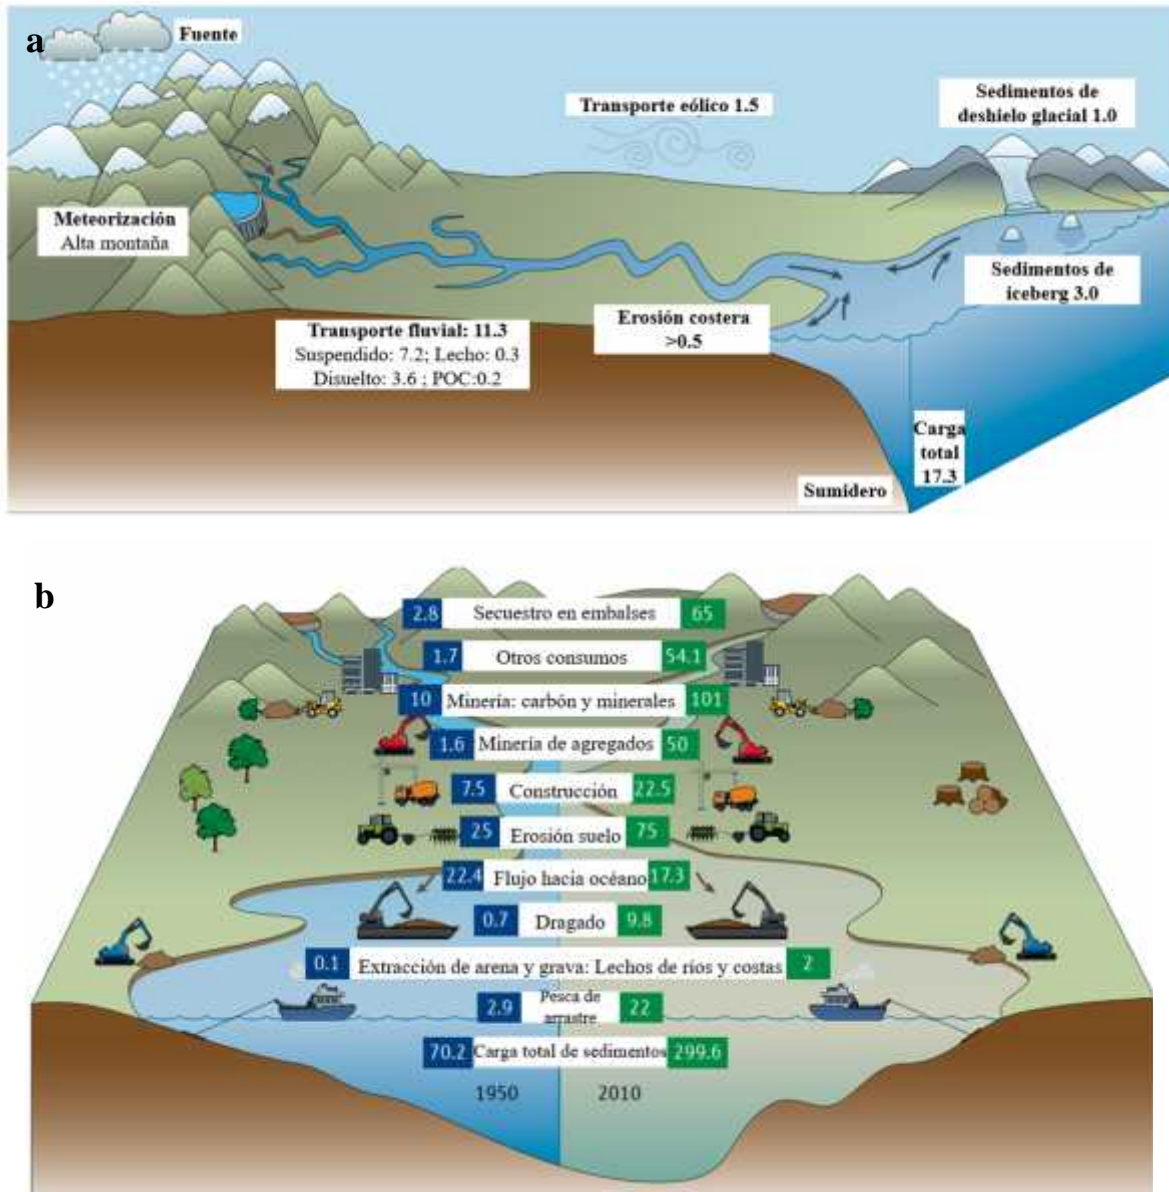 a
Fuente
Transporte eólico 1.5
Sedimentos de
deshielo glacial 1.0
Meteorización
Alta montaña
Sedimentos de
iceberg 3.0
Erosión costera
>0.5
Transporte fluvial: 11.3
Suspendido: 7.2; Lecho: 0.3
Disuelto: 3.6 ; POC:0.2
Carga
total
17.3
Sumidero
b
2.8 Secuestro en embalses 65
1.7 Otros consumos 54.1
10 Minería: carbón y minerales 101
1.6 Minería de agregados 50
7.5 Construcción 22.5
25 Erosión suelo 75
22.4 Flujo hacia océano 17.3
0.7 Dragado 9.8
0.1 Extracción de arena y grava: Lechos de ríos y costas 2
2.9 Pesca de
arrastre 22
70.2 Carga total de sedimentos 299.6
1950 2010